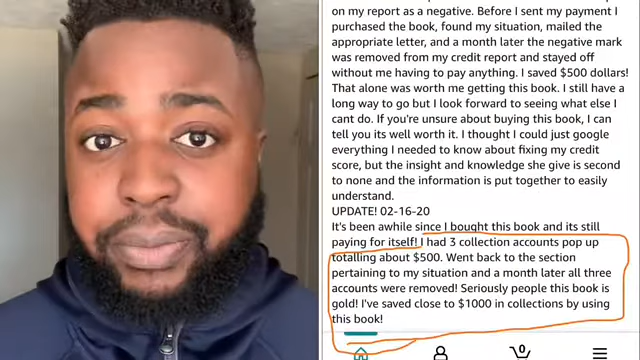 on my report as a negative. Before I sent my payment I
purchased the book, found my situation, mailed the
appropriate letter, and a month later the negative mark
was removed from my credit report and stayed off
without me having to pay anything. I saved $500 dollars!
That alone was worth me getting this book. I still have a
long way to go but I look forward to seeing what else I
cant do. If you're unsure about buying this book, I can
tell you its well worth it. I thought I could just google
everything I needed to know about fixing my credit
score, but the insight and knowledge she give is second
to none and the information is put together to easily
understand.
UPDATE! 02-16-20
It's been awhile since I bought this book and its still
paying for itself! I had 3 collection accounts pop up
totalling about $500. Went back to the section
pertaining to my situation and a month later all three
accounts were removed! Seriously people this book is
gold! I've saved close to $1000 in collections by using
this book!
0